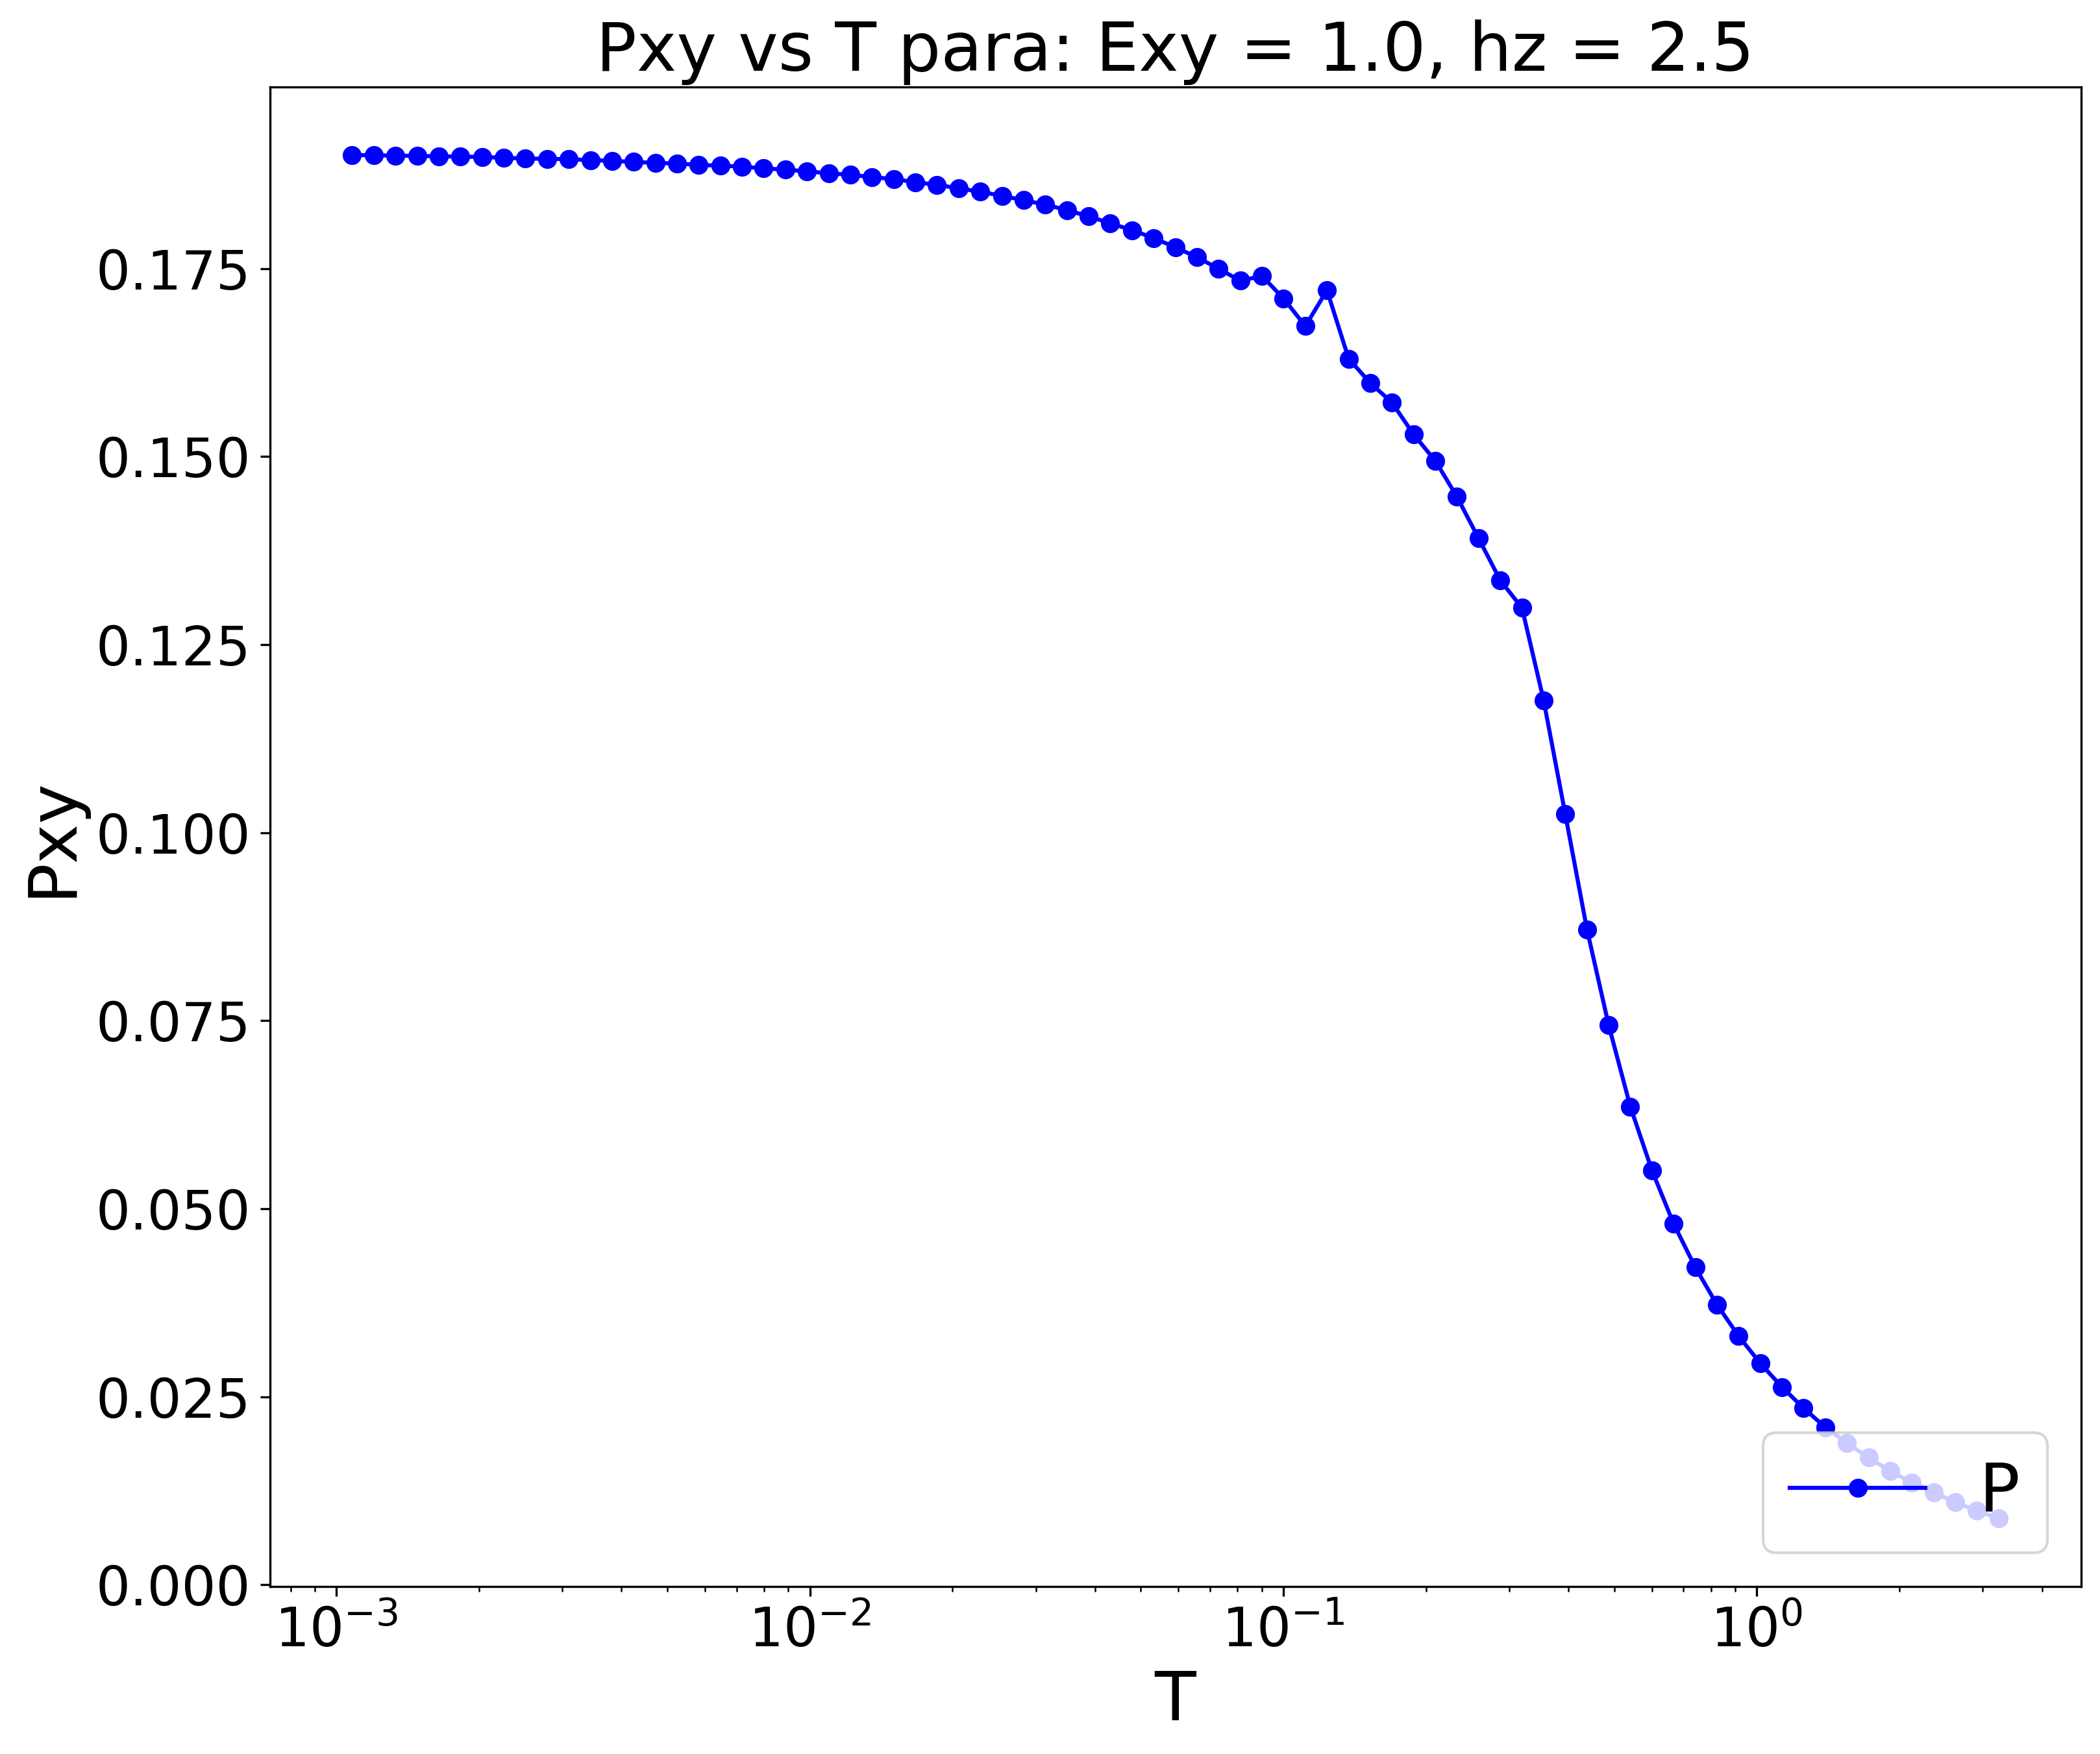 Pxy vs T para: Exy = 1.0, hz = 2.5
Pxy
0.175
0.150
0.125
0.100
0.075
0.050
0.025
0.000
10⁻³ 10⁻² 10⁻¹ 10⁰
T
P